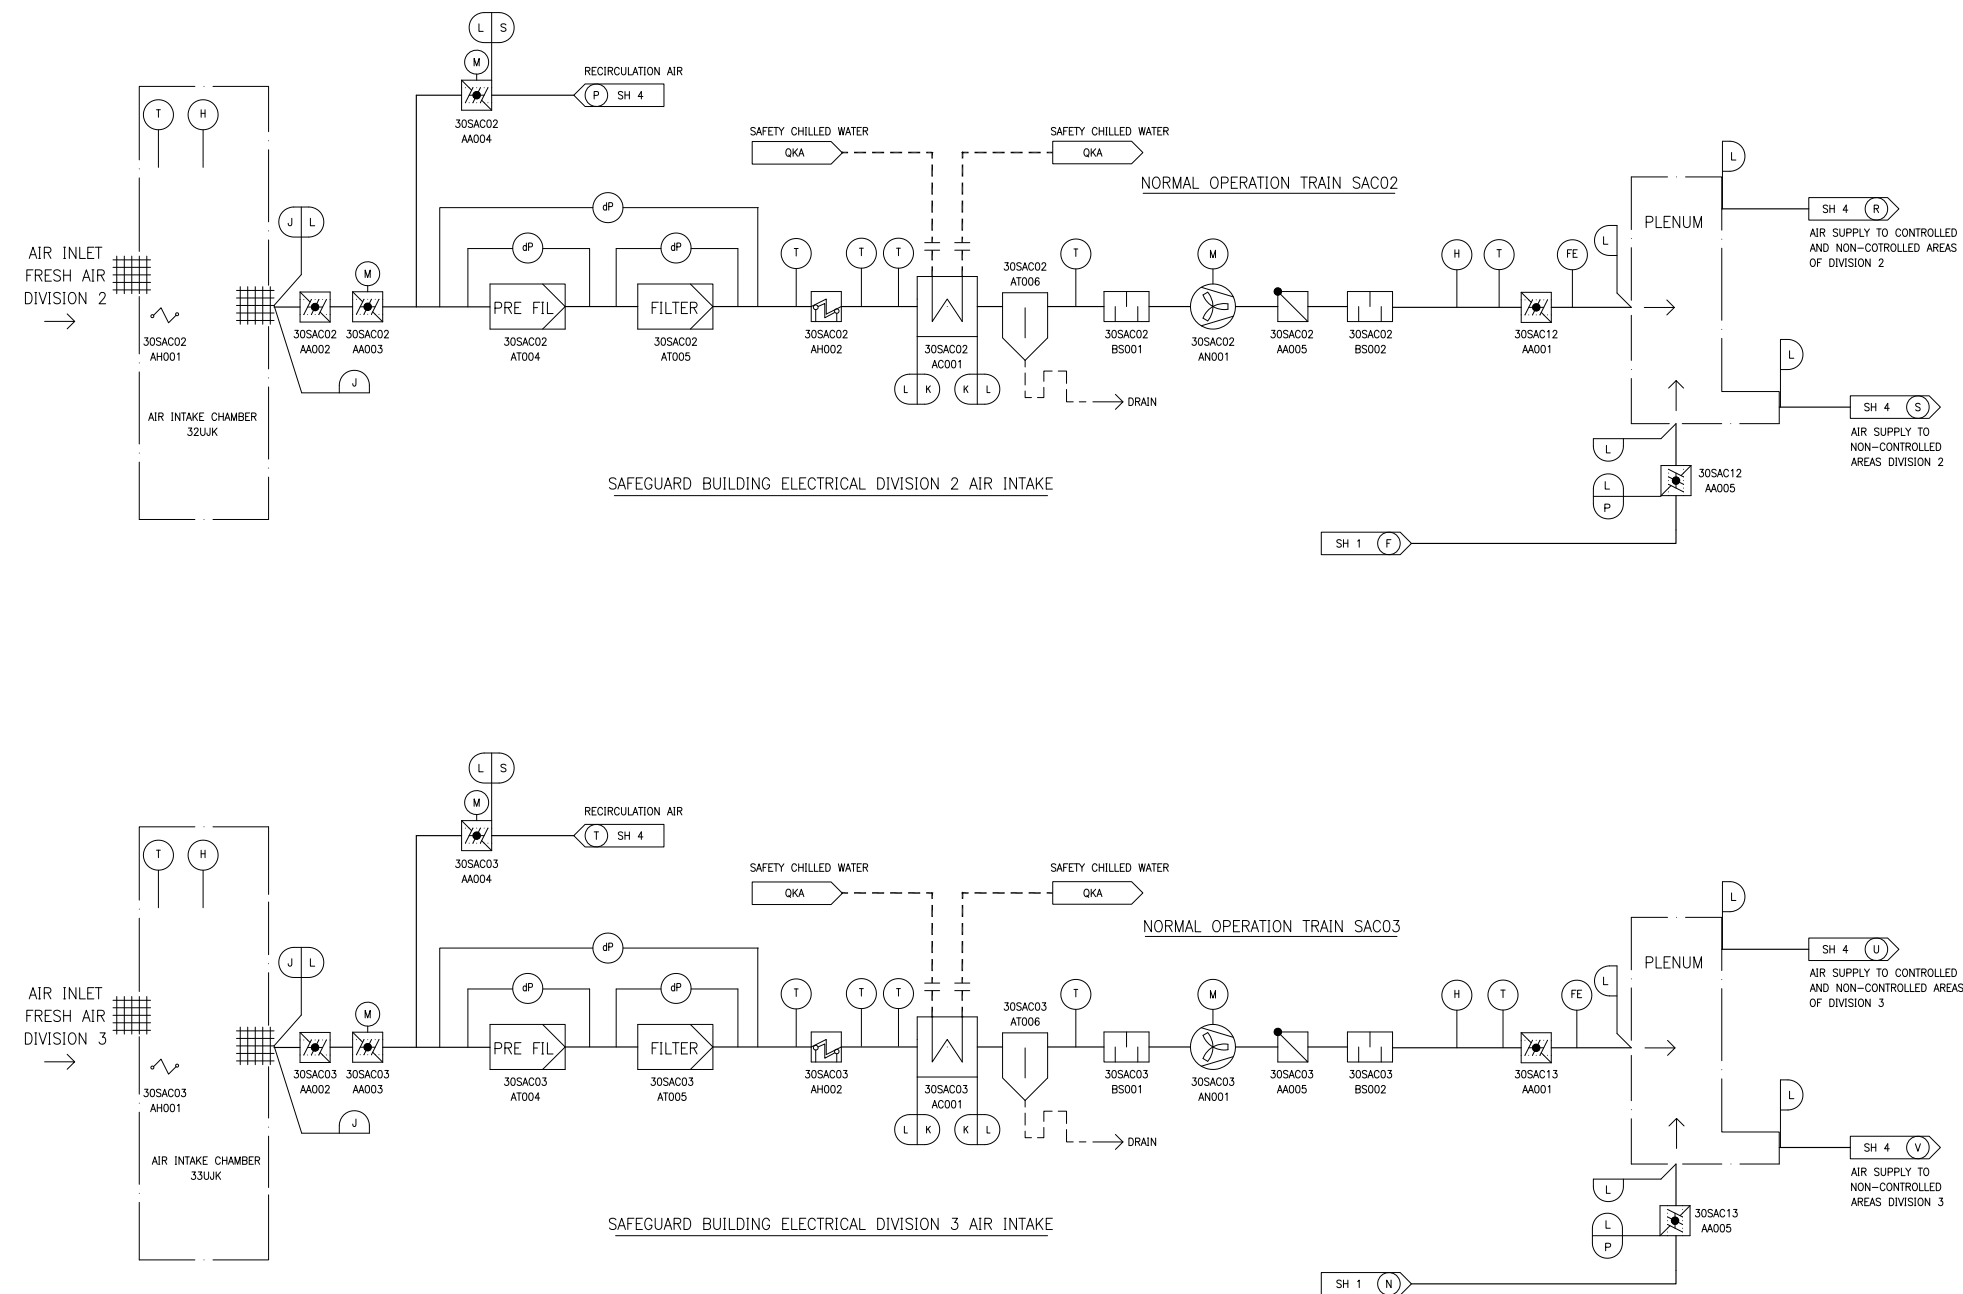 L S
M
RECIRCULATION AIR
P SH 4
30SAC02
AA004
T H
SAFETY CHILLED WATER
QKA
SAFETY CHILLED WATER
QKA
NORMAL OPERATION TRAIN SAC02
L
PLENUM
SH 4 R
AIR SUPPLY TO CONTROLLED
AND NON-COTROLLED AREAS
OF DIVISION 2
AIR INLET
FRESH AIR
DIVISION 2
J L
dP
dP
dP
M
T
T
T
T
M
H
T
FE
L
30SAC02
AH001
30SAC02
AA002
30SAC02
AA003
PRE FIL
30SAC02
AT004
FILTER
30SAC02
AT005
30SAC02
AH002
30SAC02
AC001
30SAC02
AT006
30SAC02
BS001
30SAC02
AN001
30SAC02
AA005
30SAC02
BS002
30SAC12
AA001
J
L K
K L
DRAIN
L
SH 4 S
AIR SUPPLY TO
NON-CONTROLLED
AREAS DIVISION 2
AIR INTAKE CHAMBER
32UJK
L
L
P
30SAC12
AA005
SAFEGUARD BUILDING ELECTRICAL DIVISION 2 AIR INTAKE
SH 1 F
L S
M
RECIRCULATION AIR
T SH 4
30SAC03
AA004
T H
SAFETY CHILLED WATER
QKA
SAFETY CHILLED WATER
QKA
NORMAL OPERATION TRAIN SAC03
L
PLENUM
SH 4 U
AIR SUPPLY TO CONTROLLED
AND NON-CONTROLLED AREAS
OF DIVISION 3
AIR INLET
FRESH AIR
DIVISION 3
J L
dP
dP
dP
M
T
T
T
T
M
H
T
FE
L
30SAC03
AH001
30SAC03
AA002
30SAC03
AA003
PRE FIL
30SAC03
AT004
FILTER
30SAC03
AT005
30SAC03
AH002
30SAC03
AC001
30SAC03
AT006
30SAC03
BS001
30SAC03
AN001
30SAC03
AA005
30SAC03
BS002
30SAC13
AA001
J
L K
K L
DRAIN
L
SH 4 V
AIR SUPPLY TO
NON-CONTROLLED
AREAS DIVISION 3
AIR INTAKE CHAMBER
33UJK
L
L
P
30SAC13
AA005
SAFEGUARD BUILDING ELECTRICAL DIVISION 3 AIR INTAKE
SH 1 N